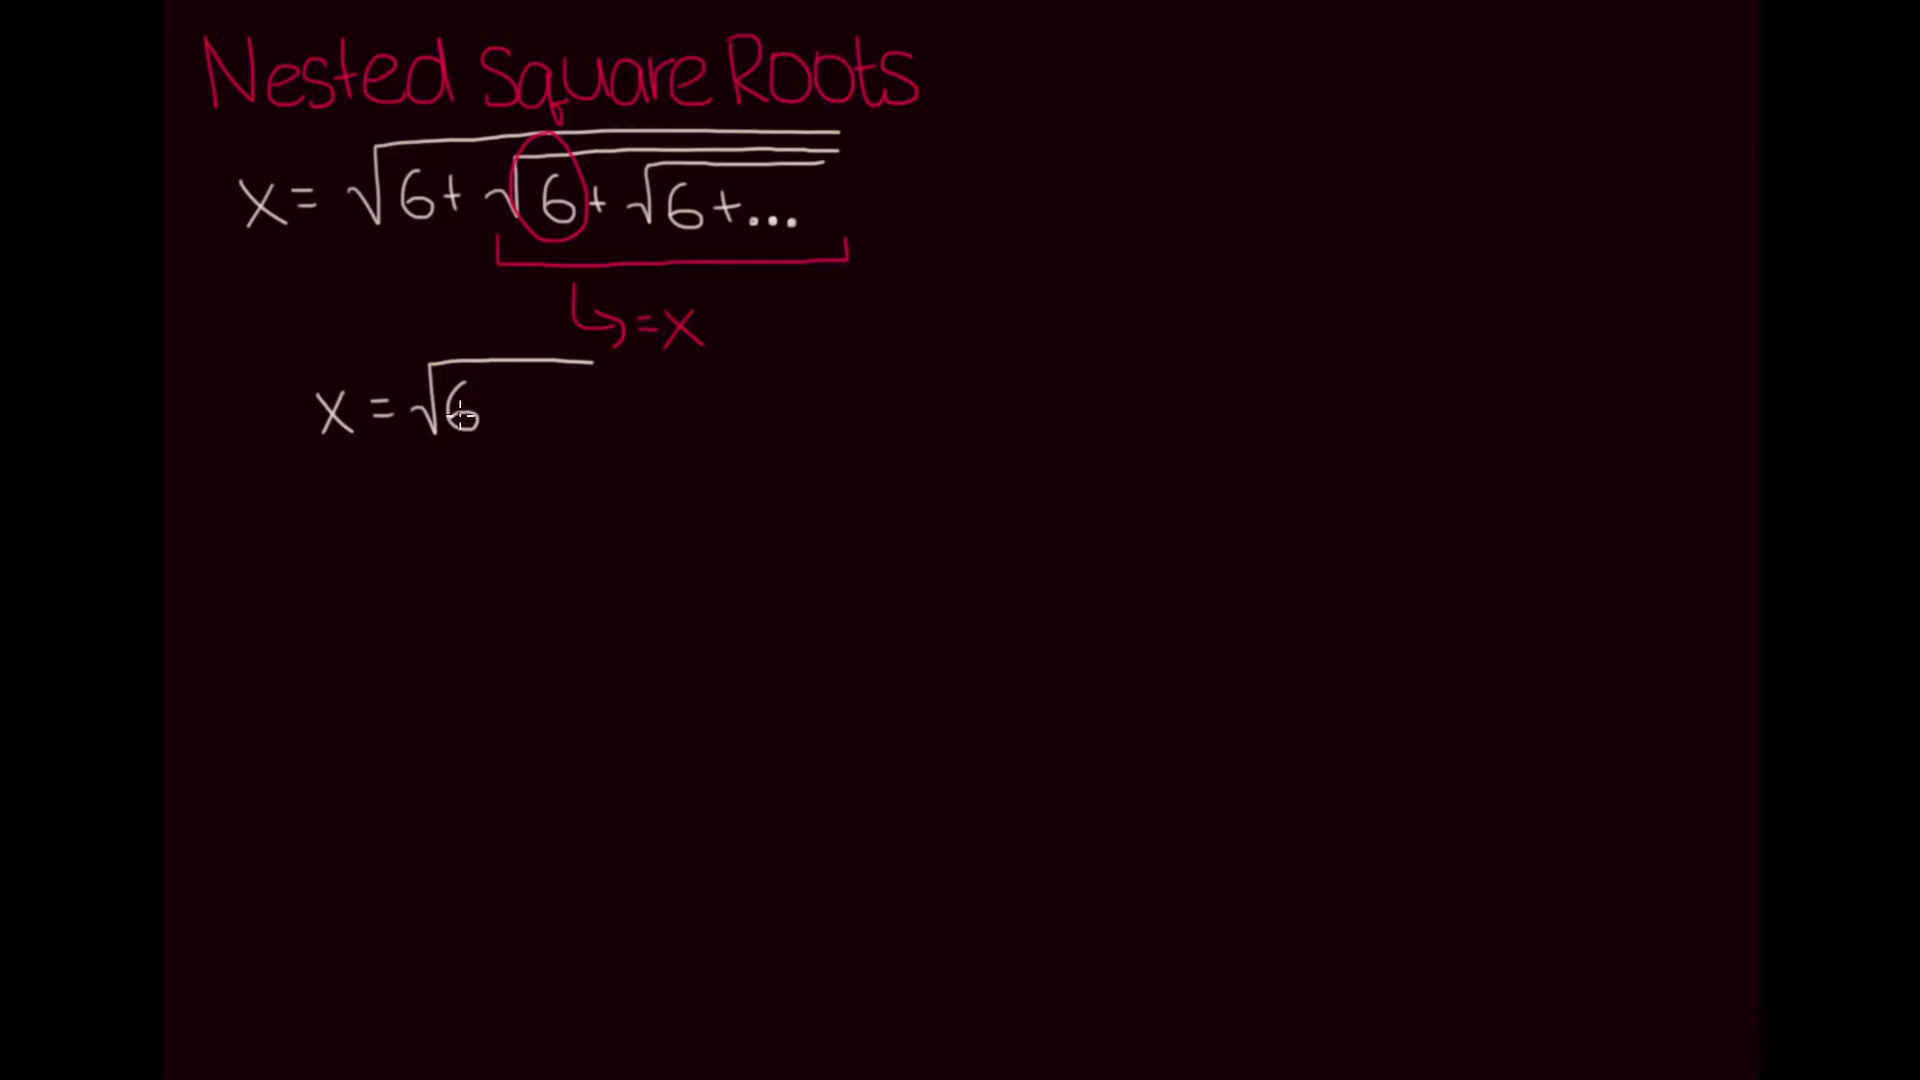 Nested Square Roots
x = √6+ √6+ √6+...
↳ =x
x = √6